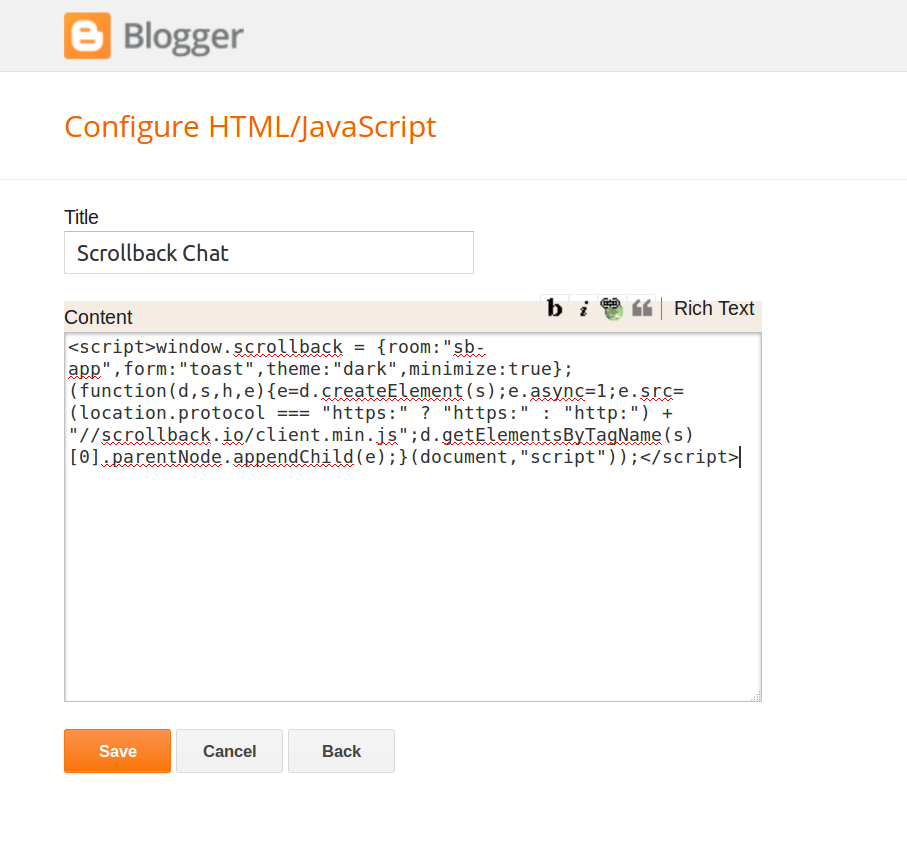 Blogger
Configure HTML/JavaScript
Title
Scrollback Chat
b i Rich Text
Content
<script>window.scrollback = {room:"sb-
app",form:"toast",theme:"dark",minimize:true};
(function(d,s,h,e){e=d.createElement(s);e.async=1;e.src=
(location.protocol === "https:" ? "https:" : "http:") +
"//scrollback.io/client.min.js";d.getElementsByTagName(s)
[0].parentNode.appendChild(e);}(document,"script"));</script>
Save Cancel Back